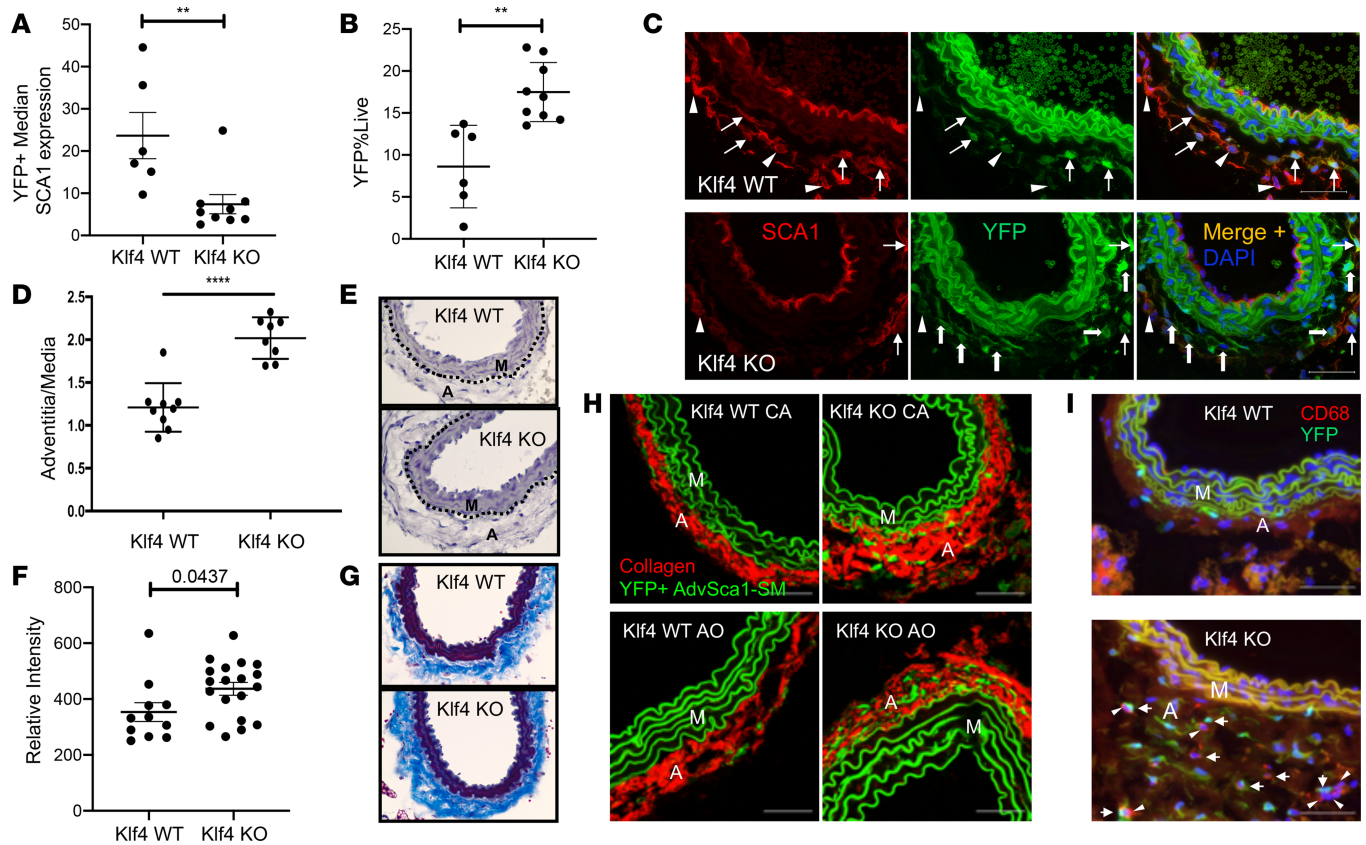 A
YFP+ Median
SCA1 expression
50
40
30
20
10
0
**
Klf4 WT
Klf4 KO
B
YFP%Live
25
20
15
10
5
0
**
Klf4 WT
Klf4 KO
C
Klf4 WT
SCA1
YFP
Merge +
DAPI
Klf4 KO
D
Adventitia/Media
2.5
2.0
1.5
1.0
0.5
0.0
****
Klf4 WT
Klf4 KO
E
Klf4 WT
M
A
Klf4 KO
M
A
F
Relative Intensity
800
600
400
200
0
0.0437
Klf4 WT
Klf4 KO
G
Klf4 WT
Klf4 KO
H
Klf4 WT CA
M
A
Collagen
YFP+ AdvSca1-SM
Klf4 KO CA
M
A
Klf4 WT AO
M
A
Klf4 KO AO
A
M
I
Klf4 WT
CD68
YFP
M
A
Klf4 KO
M
A